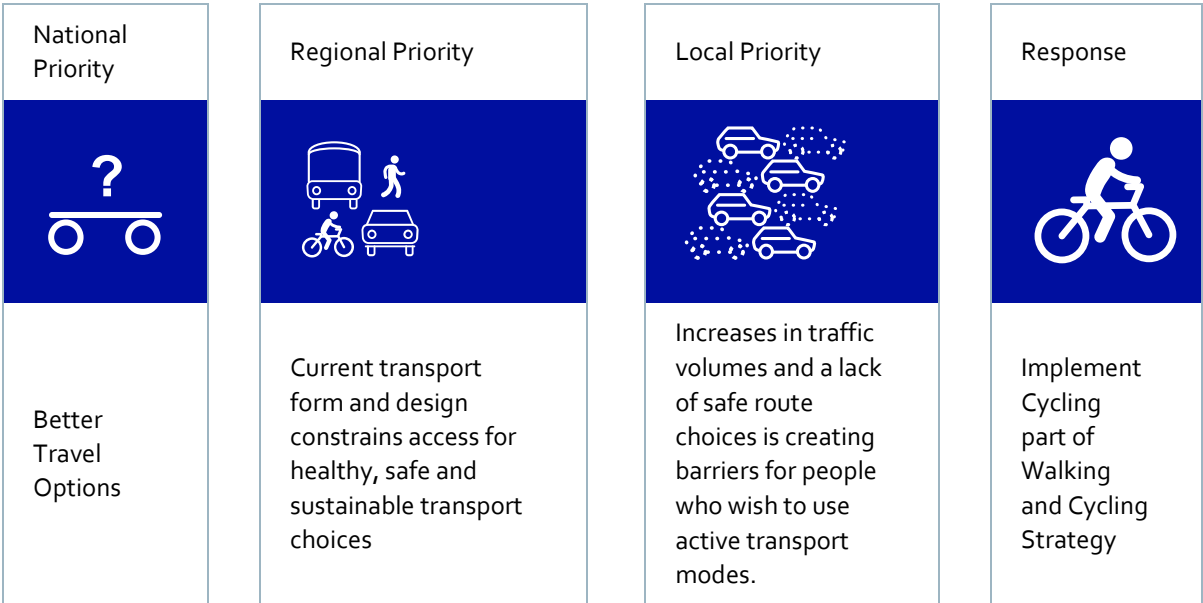 National
Priority
?
Better
Travel
Options
Regional Priority
Current transport
form and design
constrains access for
healthy, safe and
sustainable transport
choices
Local Priority
Increases in traffic
volumes and a lack
of safe route
choices is creating
barriers for people
who wish to use
active transport
modes.
Response
Implement
Cycling
part of
Walking
and Cycling
Strategy